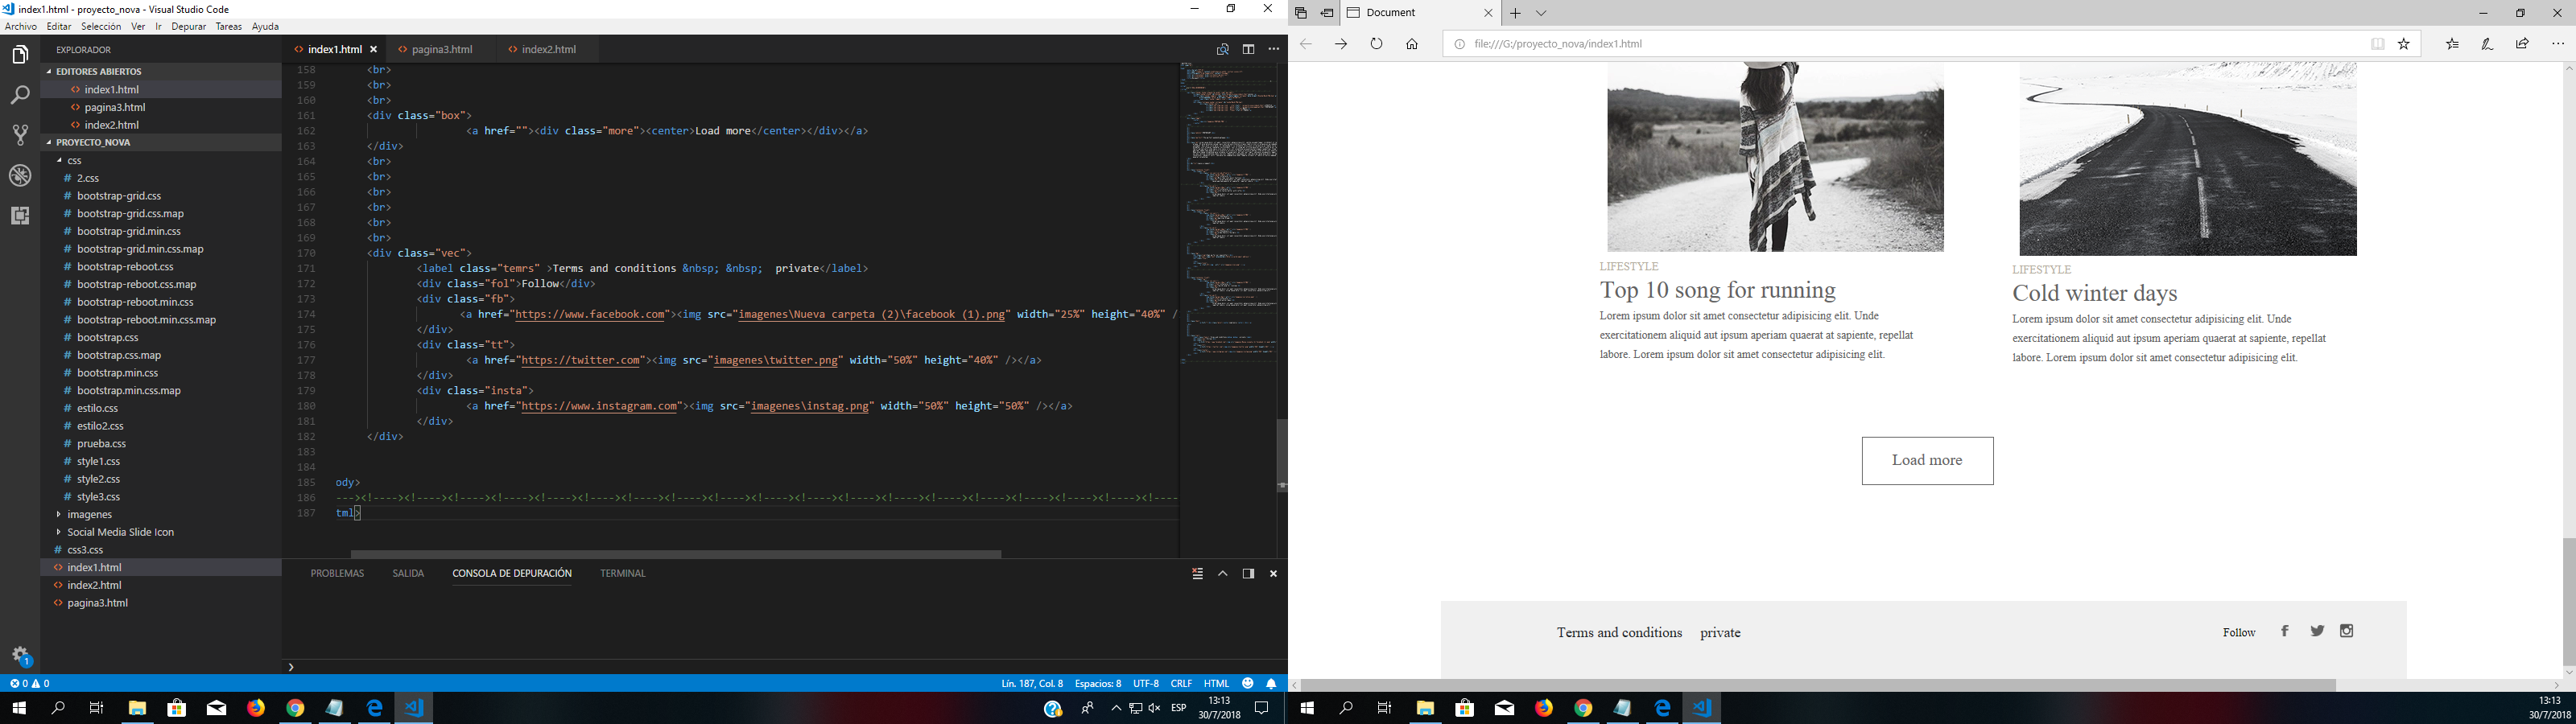 index1.html - proyecto_nova - Visual Studio Code
Archivo Editar Selección Ver Ir Depurar Tareas Ayuda
EXPLORADOR
EDITORES ABIERTOS
index1.html
pagina3.html
index2.html
PROYECTO_NOVA
css
2.css
bootstrap-grid.css
bootstrap-grid.css.map
bootstrap-grid.min.css
bootstrap-grid.min.css.map
bootstrap-reboot.css
bootstrap-reboot.css.map
bootstrap-reboot.min.css
bootstrap-reboot.min.css.map
bootstrap.css
bootstrap.css.map
bootstrap.min.css
bootstrap.min.css.map
estilo.css
estilo2.css
prueba.css
style1.css
style2.css
style3.css
imagenes
Social Media Slide Icon
css3.css
index1.html
index2.html
pagina3.html
index1.html pagina3.html index2.html
158 <br>
159 <br>
160 <br>
161 <div class="box">
162 <a href=""><div class="more"><center>Load more</center></div></a>
163 </div>
164 <br>
165 <br>
166 <br>
167 <br>
168 <br>
169 <br>
170 <div class="vec">
171 <label class="temrs" >Terms and conditions &nbsp; &nbsp; private</label>
172 <div class="fol">Follow</div>
173 <div class="fb">
174 <a href="https://www.facebook.com"><img src="imagenes\Nueva carpeta (2)\facebook (1).png" width="25%" height="40%" /
175 </div>
176 <div class="tt">
177 <a href="https://twitter.com"><img src="imagenes\twitter.png" width="50%" height="40%" /></a>
178 </div>
179 <div class="insta">
180 <a href="https://www.instagram.com"><img src="imagenes\instag.png" width="50%" height="50%" /></a>
181 </div>
182 </div>
183
184
185 ody>
186 ---><!----><!----><!----><!----><!----><!----><!----><!----><!----><!----><!----><!----><!----><!----><!----><!----><!----><!----
187 tml>
PROBLEMAS SALIDA CONSOLA DE DEPURACIÓN TERMINAL
1
0 0
Lín. 187, Col. 8 Espacios: 8 UTF-8 CRLF HTML
ESP 13:13
30/7/2018
Document
file:///G:/proyecto_nova/index1.html
LIFESTYLE
Top 10 song for running
Lorem ipsum dolor sit amet consectetur adipisicing elit. Unde
exercitationem aliquid aut ipsum aperiam quaerat at sapiente, repellat
labore. Lorem ipsum dolor sit amet consectetur adipisicing elit.
LIFESTYLE
Cold winter days
Lorem ipsum dolor sit amet consectetur adipisicing elit. Unde
exercitationem aliquid aut ipsum aperiam quaerat at sapiente, repellat
labore. Lorem ipsum dolor sit amet consectetur adipisicing elit.
Load more
Terms and conditions private
Follow
13:13
30/7/2018